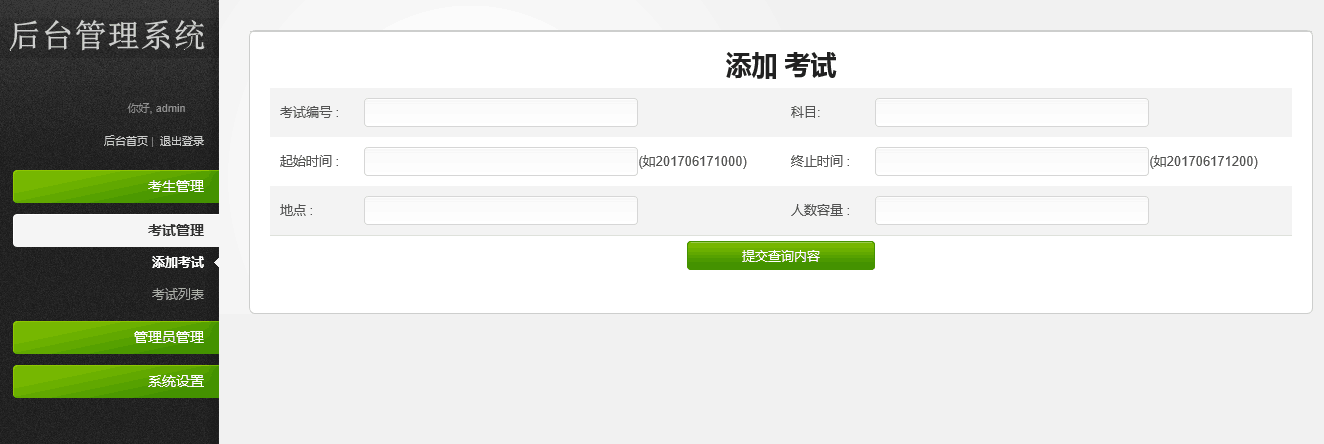 后台管理系统
你好, admin
后台首页 | 退出登录
考生管理
考试管理
添加考试
考试列表
管理员管理
系统设置
添加 考试
考试编号 : 科目:
起始时间 : (如201706171000) 终止时间 : (如201706171200)
地点 : 人数容量 :
提交查询内容